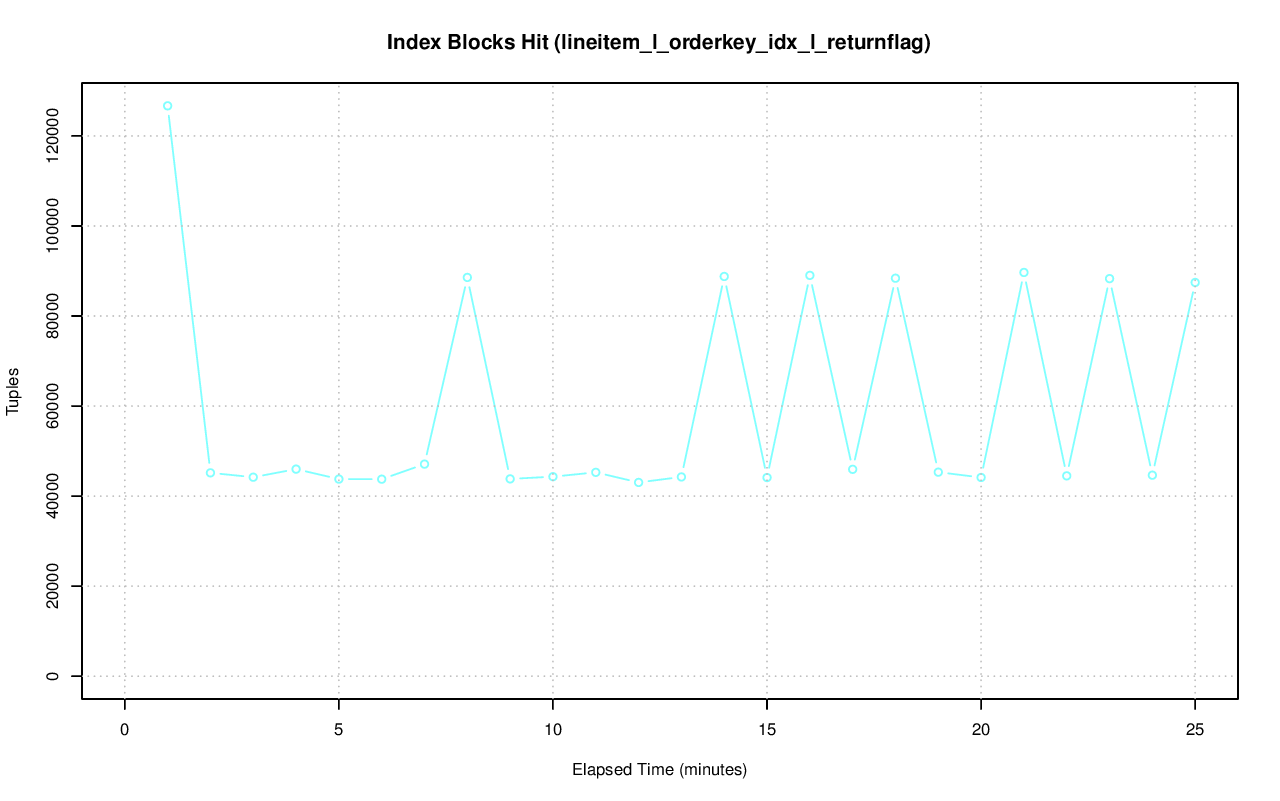 Index Blocks Hit (lineitem_l_orderkey_idx_l_returnflag)
Tuples
120000
100000
80000
60000
40000
20000
0
0 5 10 15 20 25
Elapsed Time (minutes)